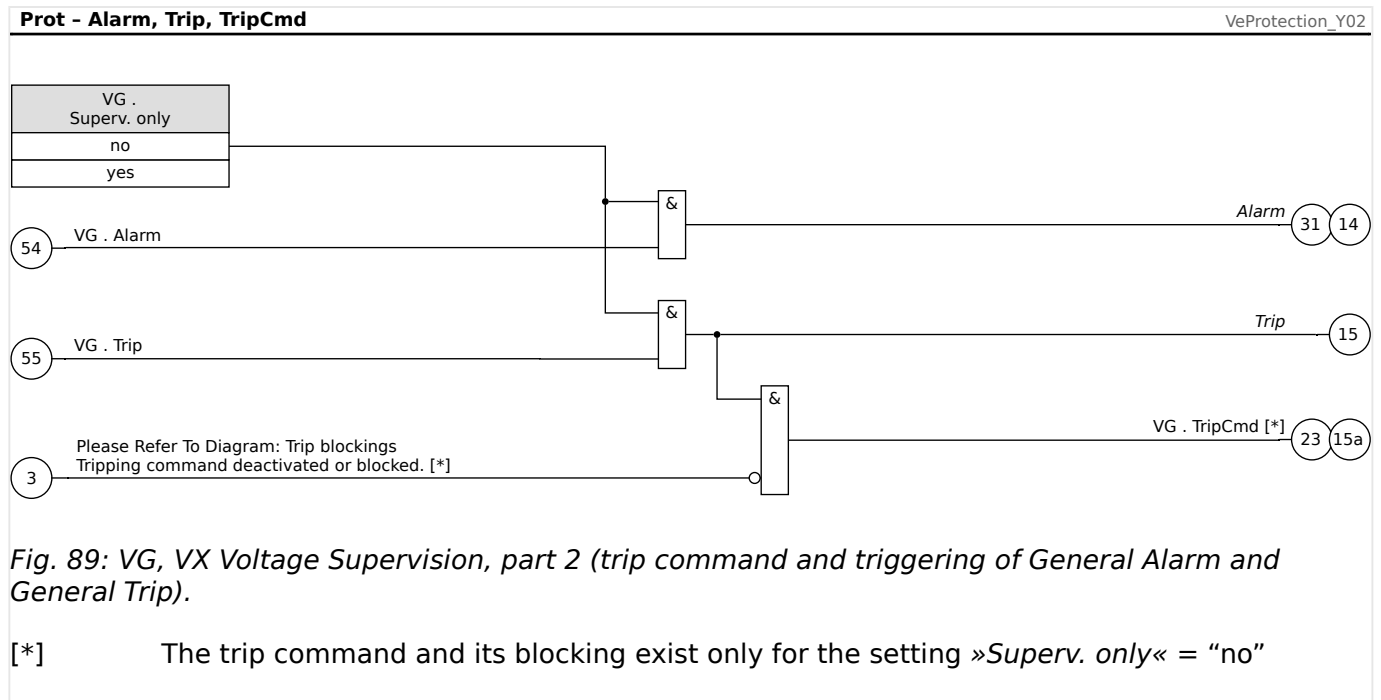 Prot – Alarm, Trip, TripCmd
VeProtection_Y02
VG .
Superv. only
no
yes
&
Alarm
31
14
54
VG . Alarm
&
Trip
15
55
VG . Trip
&
VG . TripCmd [*]
23
15a
Please Refer To Diagram: Trip blockings
Tripping command deactivated or blocked. [*]
3
Fig. 89: VG, VX Voltage Supervision, part 2 (trip command and triggering of General Alarm and
General Trip).
[*] The trip command and its blocking exist only for the setting »Superv. only« = “no”